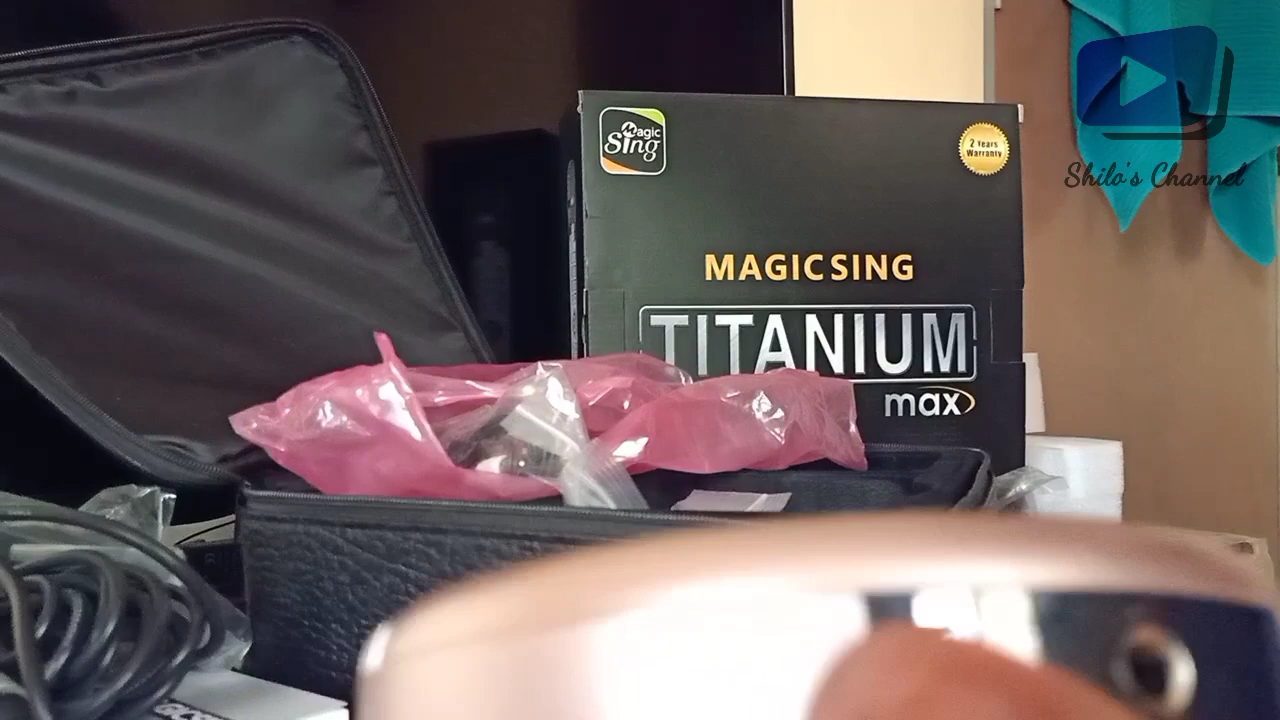 Magic
Sing
2 Years
Warranty
Shilo's Channel
MAGICSING
TITANIUM
max